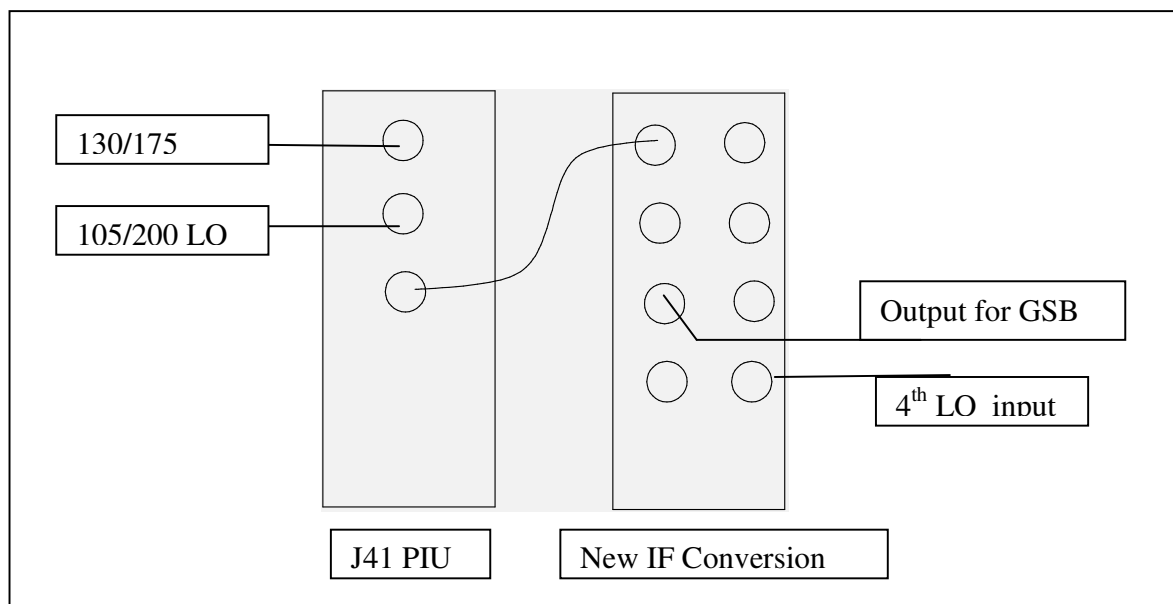 130/175
105/200 LO
Output for GSB
4th LO input
J41 PIU
New IF Conversion